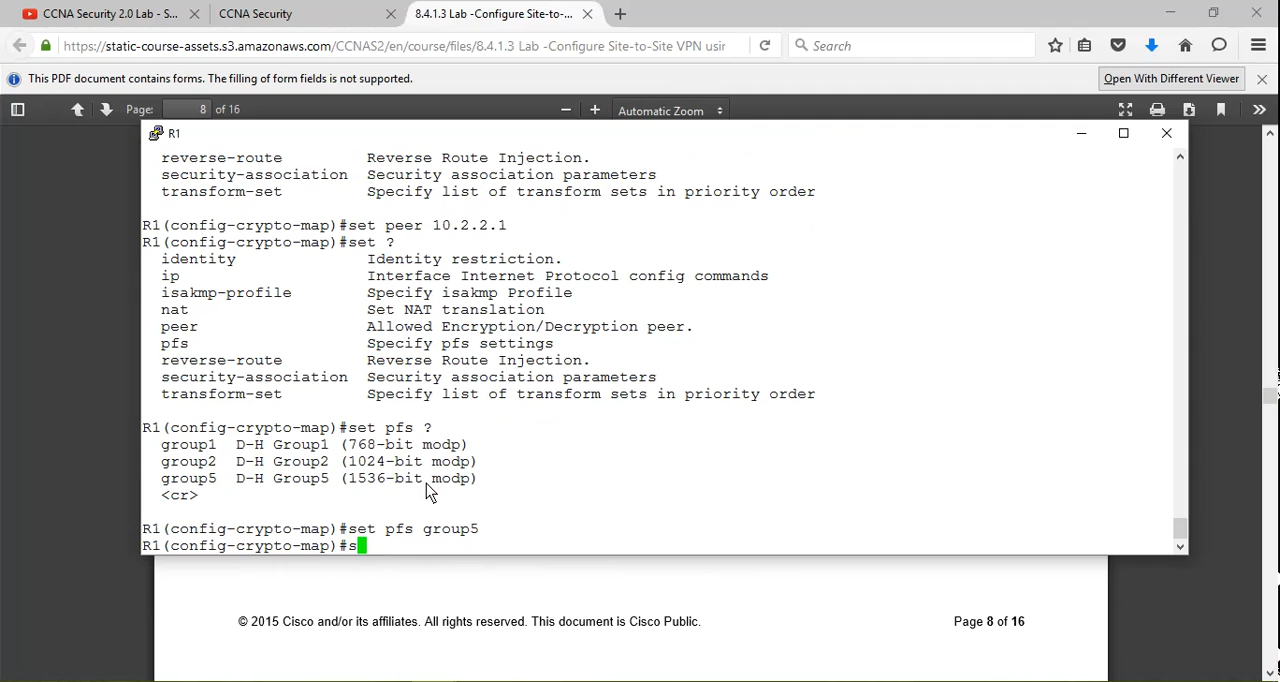 CCNA Security 2.0 Lab - S...
CCNA Security
8.4.1.3 Lab -Configure Site-to-...
https://static-course-assets.s3.amazonaws.com/CCNAS2/en/course/files/8.4.1.3 Lab -Configure Site-to-Site VPN usin
Search
This PDF document contains forms. The filling of form fields is not supported.
Open With Different Viewer
Page: 8 of 16
Automatic Zoom
R1
reverse-route Reverse Route Injection.
security-association Security association parameters
transform-set Specify list of transform sets in priority order
R1(config-crypto-map)#set peer 10.2.2.1
R1(config-crypto-map)#set ?
identity Identity restriction.
ip Interface Internet Protocol config commands
isakmp-profile Specify isakmp Profile
nat Set NAT translation
peer Allowed Encryption/Decryption peer.
pfs Specify pfs settings
reverse-route Reverse Route Injection.
security-association Security association parameters
transform-set Specify list of transform sets in priority order
R1(config-crypto-map)#set pfs ?
group1 D-H Group1 (768-bit modp)
group2 D-H Group2 (1024-bit modp)
group5 D-H Group5 (1536-bit modp)
<cr>
R1(config-crypto-map)#set pfs group5
R1(config-crypto-map)#s
© 2015 Cisco and/or its affiliates. All rights reserved. This document is Cisco Public.
Page 8 of 16